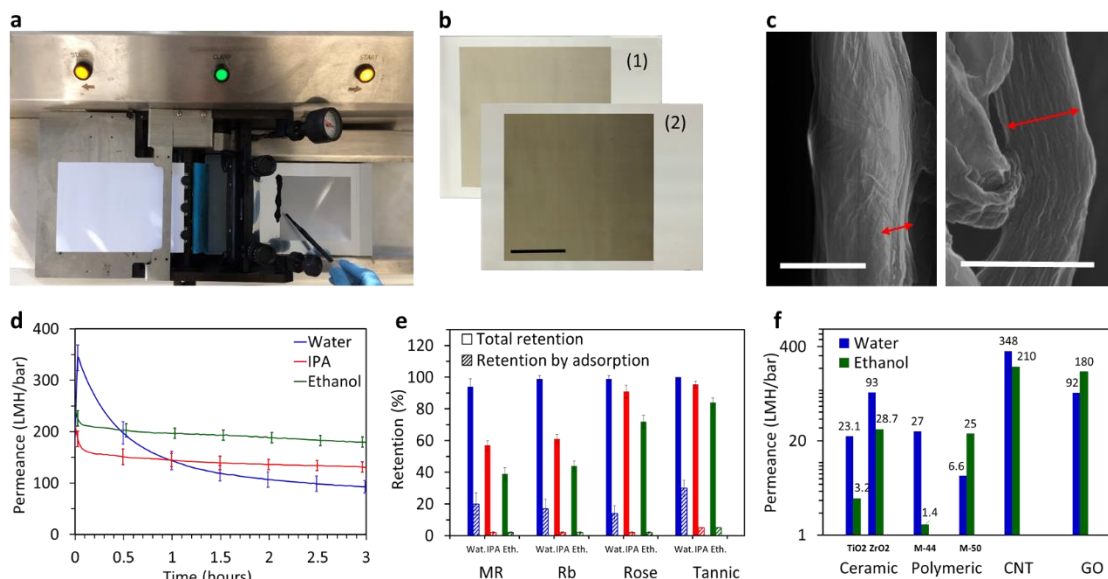 a
START
CLAMP
START
b
(1)
(2)
c
d
Permeance (LMH/bar)
400
300
200
100
0
0
0.5
1
1.5
2
2.5
3
Time (hours)
Water
IPA
Ethanol
e
Retention (%)
100
80
60
40
20
0
Total retention
Retention by adsorption
Wat. IPA Eth. Wat. IPA Eth. Wat. IPA Eth. Wat. IPA Eth.
MR Rb Rose Tannic
f
Permeance (LMH/bar)
400
20
1
Water
Ethanol
23.1
3.2
93
28.7
27
1.4
6.6
25
348
210
92
180
TiO2 ZrO2 M-44 M-50
Ceramic Polymeric CNT GO